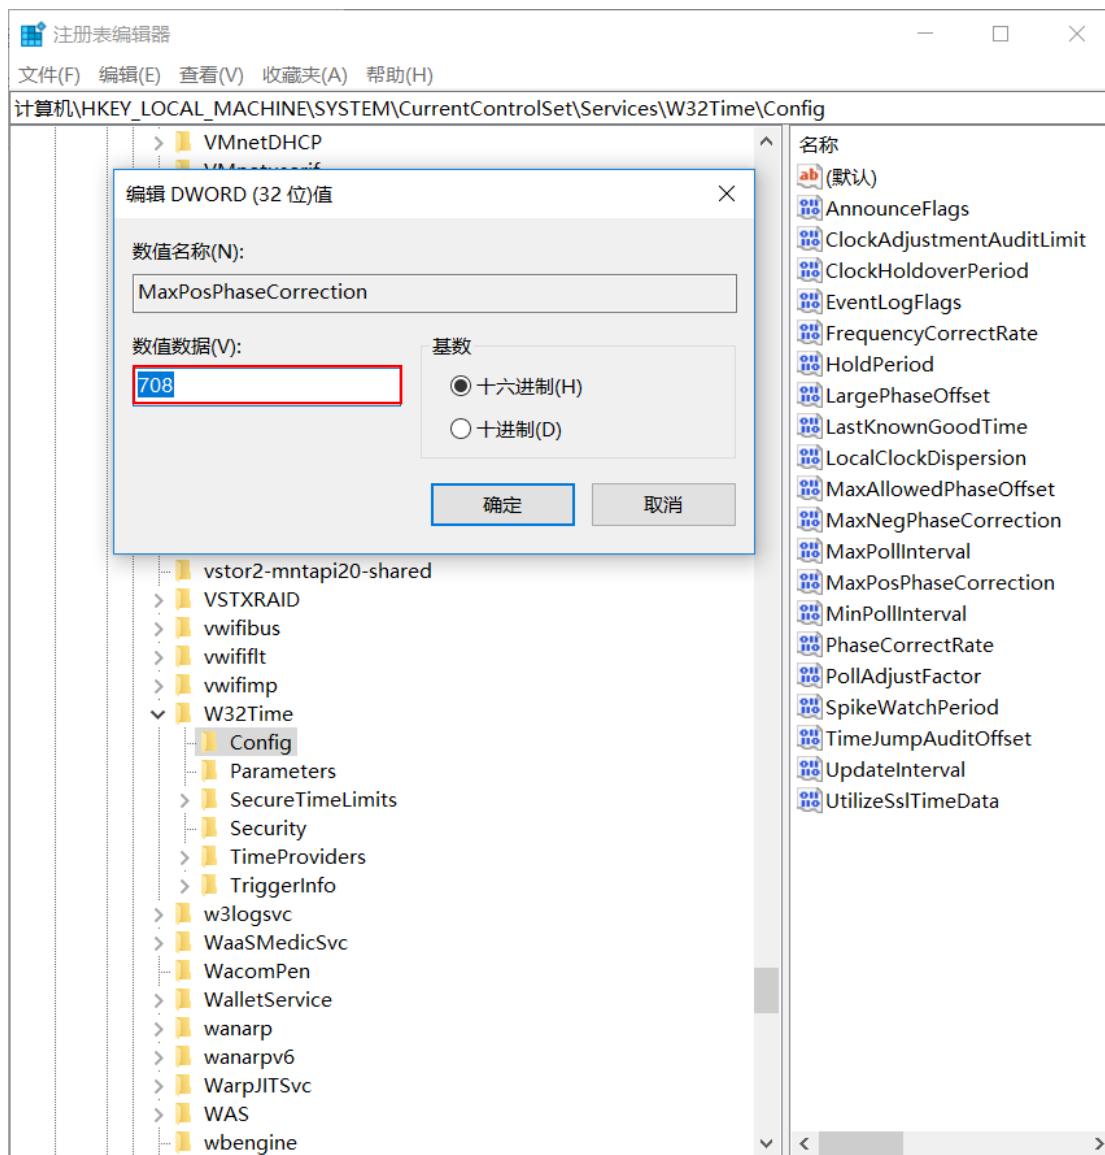 注册表编辑器
文件(F) 编辑(E) 查看(V) 收藏夹(A) 帮助(H)
计算机\HKEY_LOCAL_MACHINE\SYSTEM\CurrentControlSet\Services\W32Time\Config
VMnetDHCP
编辑 DWORD (32 位)值
数值名称(N):
MaxPosPhaseCorrection
数值数据(V):
708
基数
十六进制(H)
十进制(D)
确定
取消
vstor2-mntapi20-shared
VSTXRAID
vwifibus
vwififlt
vwifimp
W32Time
Config
Parameters
SecureTimeLimits
Security
TimeProviders
TriggerInfo
w3logsvc
WaaSMedicSvc
WacomPen
WalletService
wanarp
wanarpv6
WarpJITSvc
WAS
wbengine
名称
(默认)
AnnounceFlags
ClockAdjustmentAuditLimit
ClockHoldoverPeriod
EventLogFlags
FrequencyCorrectRate
HoldPeriod
LargePhaseOffset
LastKnownGoodTime
LocalClockDispersion
MaxAllowedPhaseOffset
MaxNegPhaseCorrection
MaxPollInterval
MaxPosPhaseCorrection
MinPollInterval
PhaseCorrectRate
PollAdjustFactor
SpikeWatchPeriod
TimeJumpAuditOffset
UpdateInterval
UtilizeSslTimeData